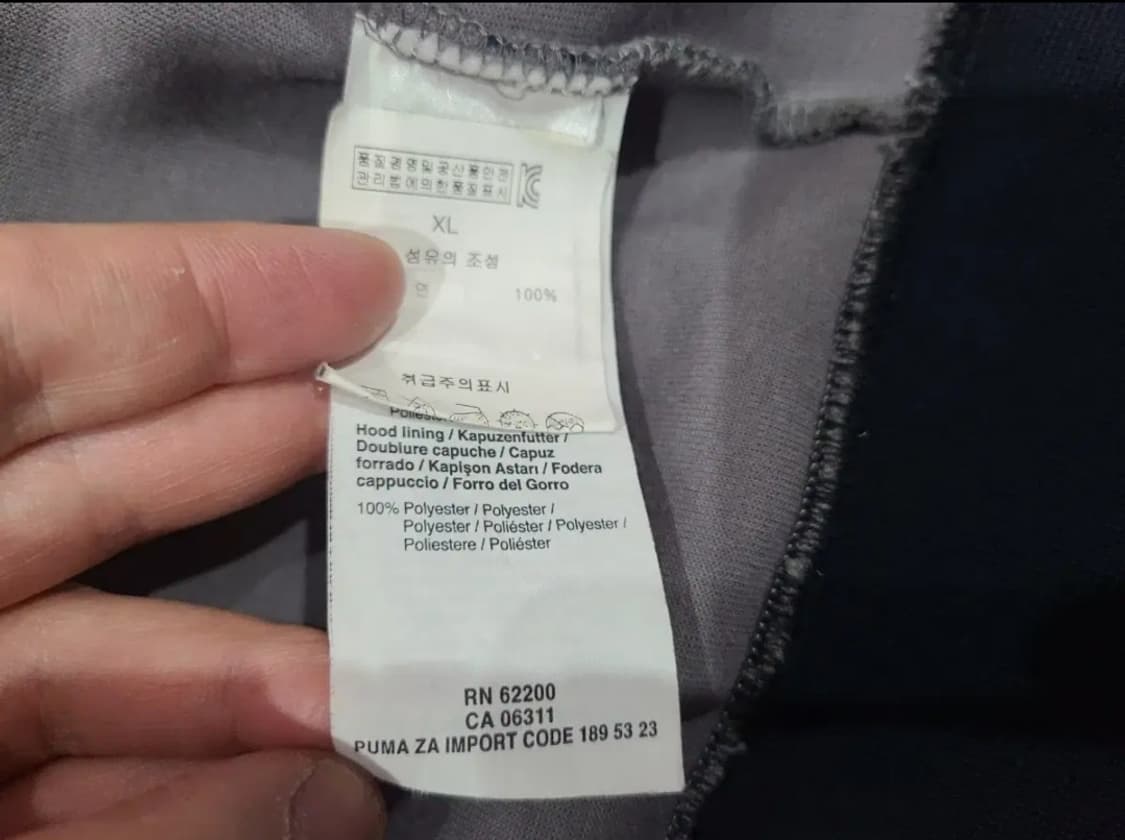 품질경영및공산품안전
관리법에의한품질표시
XL
섬유의 조성
면 100%
취급주의표시
Hood lining / Kapuzenfutter /
Doublure capuche / Capuz
forrado / Kapişon Astarı / Fodera
cappuccio / Forro del Gorro
100% Polyester / Polyester /
Polyester / Poliéster / Polyester /
Poliestere / Poliéster
RN 62200
CA 06311
PUMA ZA IMPORT CODE 189 53 23